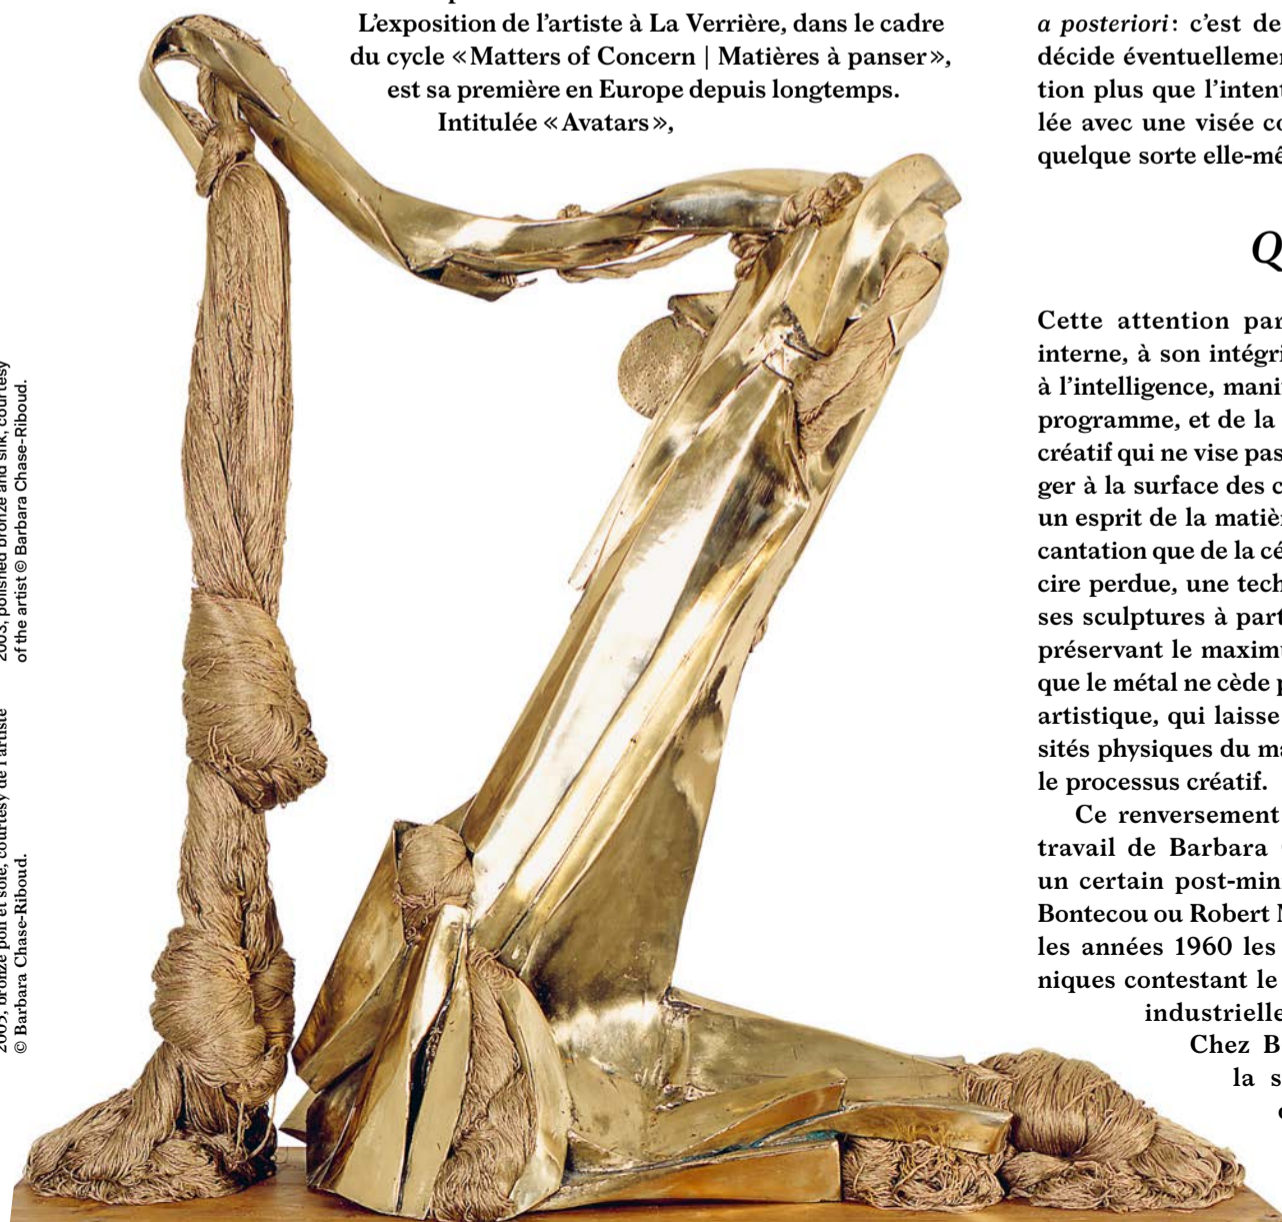 L'exposition de l'artiste à La Verrière, dans le cadre
du cycle «Matters of Concern | Matières à panser»,
est sa première en Europe depuis longtemps.
Intitulée «Avatars»,
a posteriori: c'est de
décide éventuellemen
tion plus que l'intent
lée avec une visée co
quelque sorte elle-mê
Q
Cette attention par
interne, à son intégri
à l'intelligence, mani
programme, et de la
créatif qui ne vise pas
ger à la surface des c
un esprit de la matiè
cantation que de la cé
cire perdue, une tech
ses sculptures à part
préservant le maxim
que le métal ne cède p
artistique, qui laisse
sités physiques du ma
le processus créatif.
Ce renversement
travail de Barbara
un certain post-min
Bontecou ou Robert M
les années 1960 les
niques contestant le
industrielle
Chez B
la s
2003, polished bronze and silk, courtesy
of the artist © Barbara Chase-Riboud.
bronze poli et soie, courtesy de l'artiste
© Barbara Chase-Riboud.